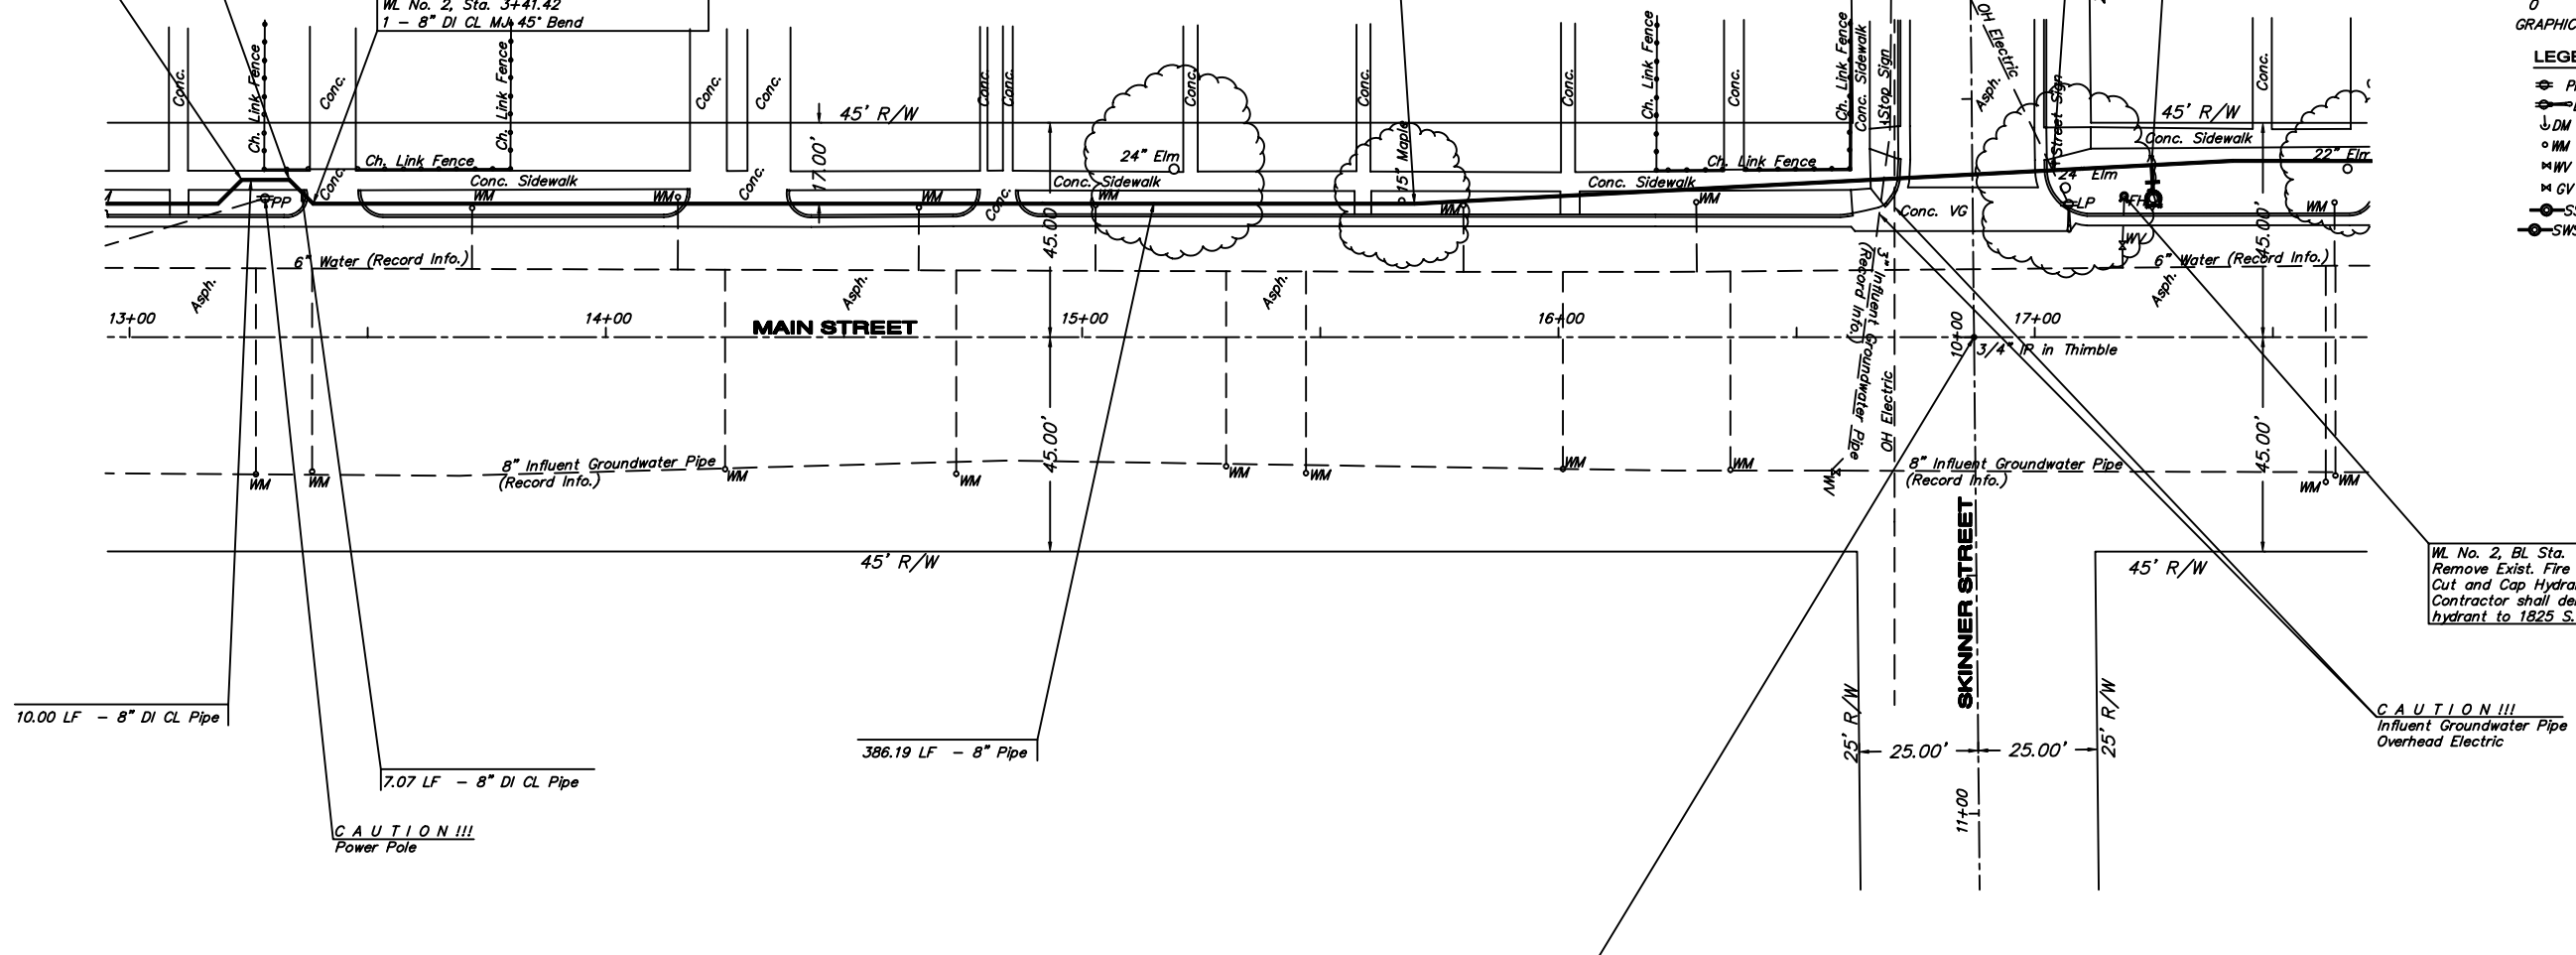 WL No. 2, Sta. 3+41.42
1 - 8" DI CL MJ 45° Bend
Conc.
Ch. Link Fence
Conc.
Ch. Link Fence
Conc.
Conc.
Conc.
Conc.
Conc.
Conc.
Conc.
Ch. Link Fence
Conc.
Ch. Link Fence
Conc. Sidewalk
Stop Sign
OH Electric
Asph.
Street Sign
Conc.
0
GRAPHIC
45' R/W
45' R/W
17.00'
24" Elm
15" Maple
Ch. Link Fence
Ch. Link Fence
Conc. Sidewalk
22" Elm
24" Elm
Conc. Sidewalk
Conc. Sidewalk
Conc. Sidewalk
Conc.
Conc.
Conc.
PP
WM
WM
WM
WM
WM
WM
WM
LP
FH
WV
Conc. VG
45.00'
45.00'
6" Water (Record Info.)
6" Water (Record Info.)
3" Influent Groundwater Pipe
(Record Info.)
Asph.
Asph.
Asph.
Asph.
13+00
14+00
MAIN STREET
15+00
16+00
10+00
17+00
3/4" IP in Thimble
45.00'
45.00'
OH Electric
8" Influent Groundwater Pipe
(Record Info.)
8" Influent Groundwater Pipe
(Record Info.)
WM
WM
WM
WM
WM
WM
WM
WM
WV
WM
WM
45' R/W
45' R/W
SKINNER STREET
25' R/W
25' R/W
25.00'
25.00'
11+00
10.00 LF - 8" DI CL Pipe
7.07 LF - 8" DI CL Pipe
CAUTION!!!
Power Pole
386.19 LF - 8" Pipe
WL No. 2, BL Sta.
Remove Exist. Fire
Cut and Cap
Contractor shall
hydrant to 1825 S.
CAUTION!!!
Influent Groundwater Pipe
Overhead Electric
DM
WM
WV
GV